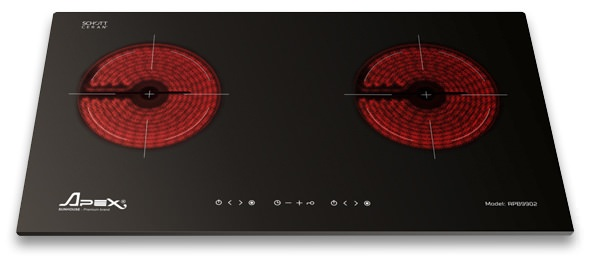 SCHOTT
CERAN®
APEX®
SUNHOUSE - Premium brand
Model: APB9902